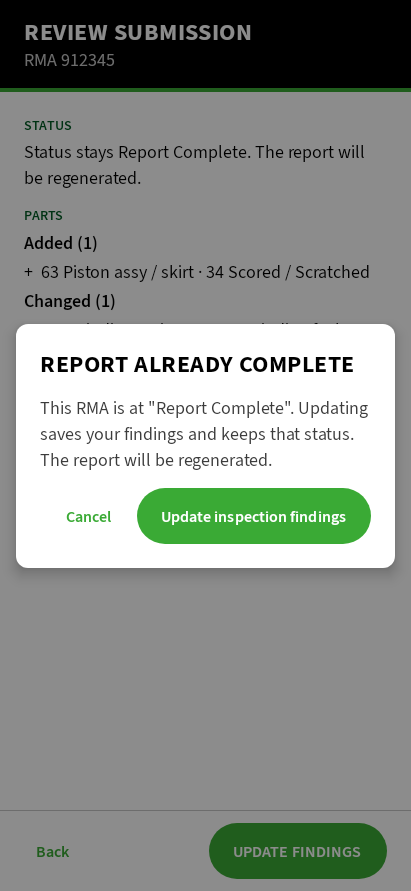 REVIEW SUBMISSION
RMA 912345
STATUS
Status stays Report Complete. The report will
be regenerated.
PARTS
Added (1)
+ 63 Piston assy / skirt · 34 Scored / Scratched
Changed (1)
REPORT ALREADY COMPLETE
This RMA is at "Report Complete". Updating
saves your findings and keeps that status.
The report will be regenerated.
Cancel
Update inspection findings
Back
UPDATE FINDINGS